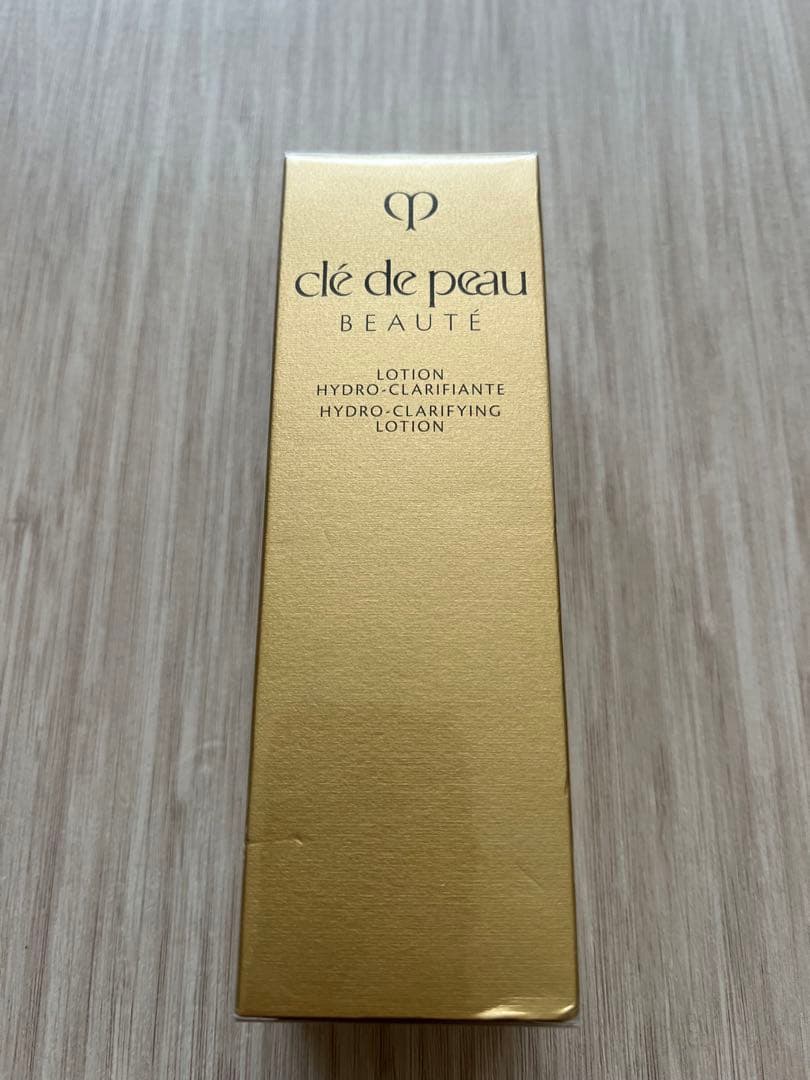 clé de peau
BEAUTÉ
LOTION
HYDRO-CLARIFIANTE
HYDRO-CLARIFYING
LOTION